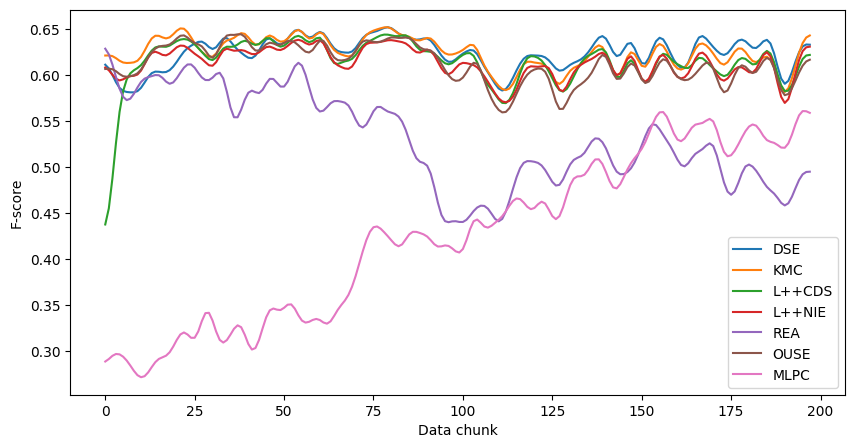 F-score
0.65
0.60
0.55
0.50
0.45
0.40
0.35
0.30
0
25
50
75
100
125
150
175
200
Data chunk
DSE
KMC
L++CDS
L++NIE
REA
OUSE
MLPC